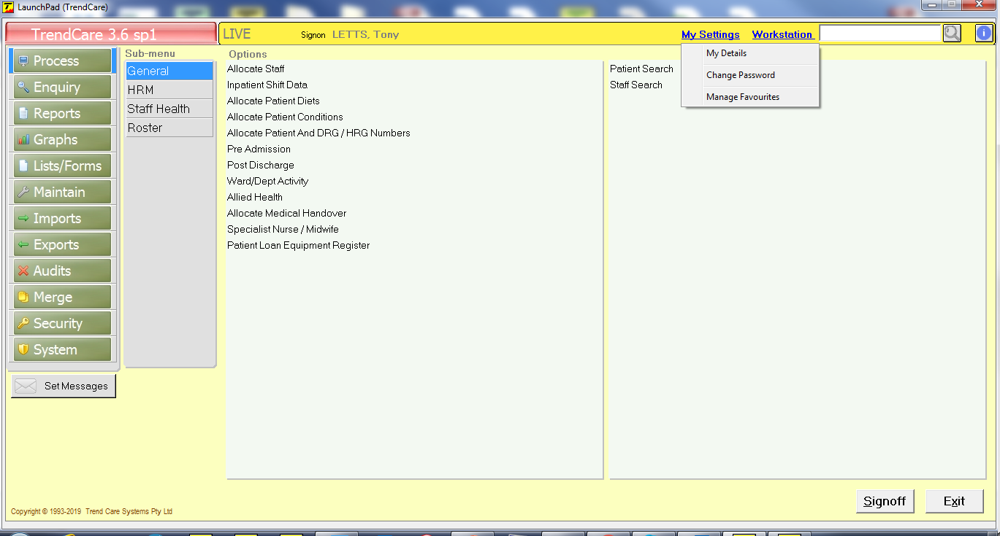 LaunchPad (TrendCare)
TrendCare 3.6 sp1
LIVE
Signon LETTS, Tony
My Settings
Workstation
My Details
Change Password
Manage Favourites
Process
Enquiry
Reports
Graphs
Lists/Forms
Maintain
Imports
Exports
Audits
Merge
Security
System
Set Messages
Sub-menu
General
HRM
Staff Health
Roster
Options
Allocate Staff
Inpatient Shift Data
Allocate Patient Diets
Allocate Patient Conditions
Allocate Patient And DRG / HRG Numbers
Pre Admission
Post Discharge
Ward/Dept Activity
Allied Health
Allocate Medical Handover
Specialist Nurse / Midwife
Patient Loan Equipment Register
Patient Search
Staff Search
Signoff
Exit
Copyright © 1993-2019 Trend Care Systems Pty Ltd